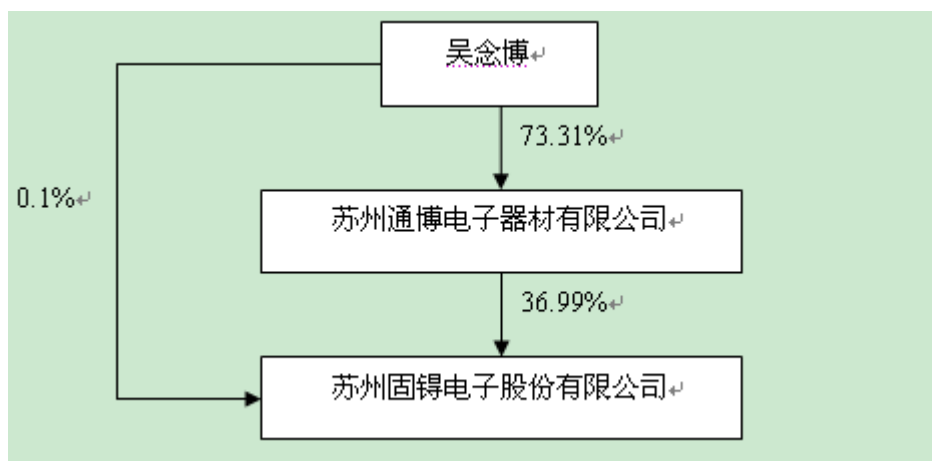 吴念博
73.31%
0.1%
苏州通博电子器材有限公司
36.99%
苏州固锝电子股份有限公司